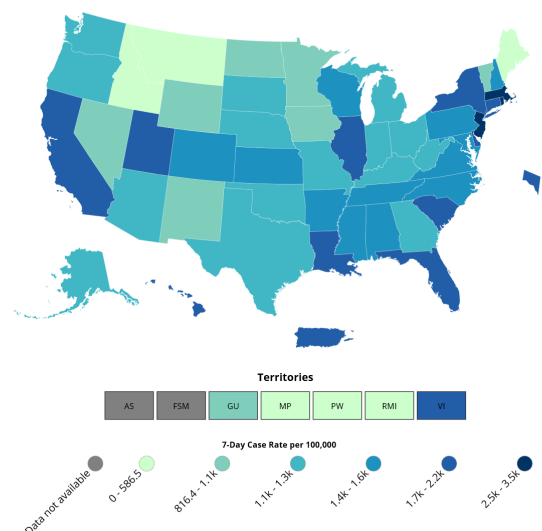 Territories
AS FSM GU MP PW RMI VI
7-Day Case Rate per 100,000
Data not available 0 - 586.5 816.4 - 1.1k 1.1k - 1.3k 1.4k - 1.6k 1.7k - 2.2k 2.5k - 3.5k